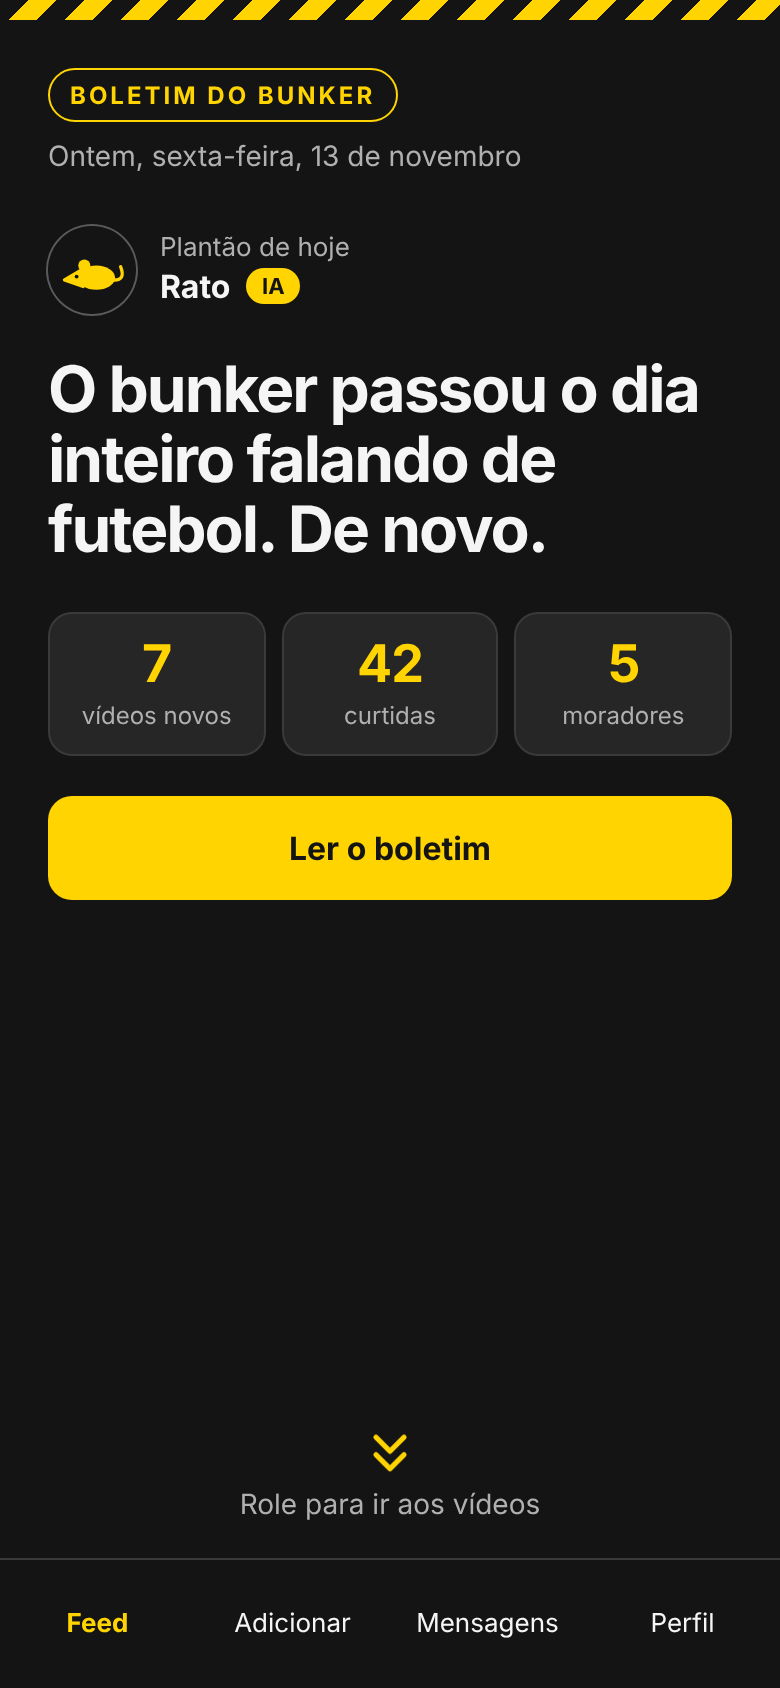 BOLETIM DO BUNKER
Ontem, sexta-feira, 13 de novembro
Plantão de hoje
Rato IA
O bunker passou o dia
inteiro falando de
futebol. De novo.
7 42 5
vídeos novos curtidas moradores
Ler o boletim
Role para ir aos vídeos
Feed Adicionar Mensagens Perfil